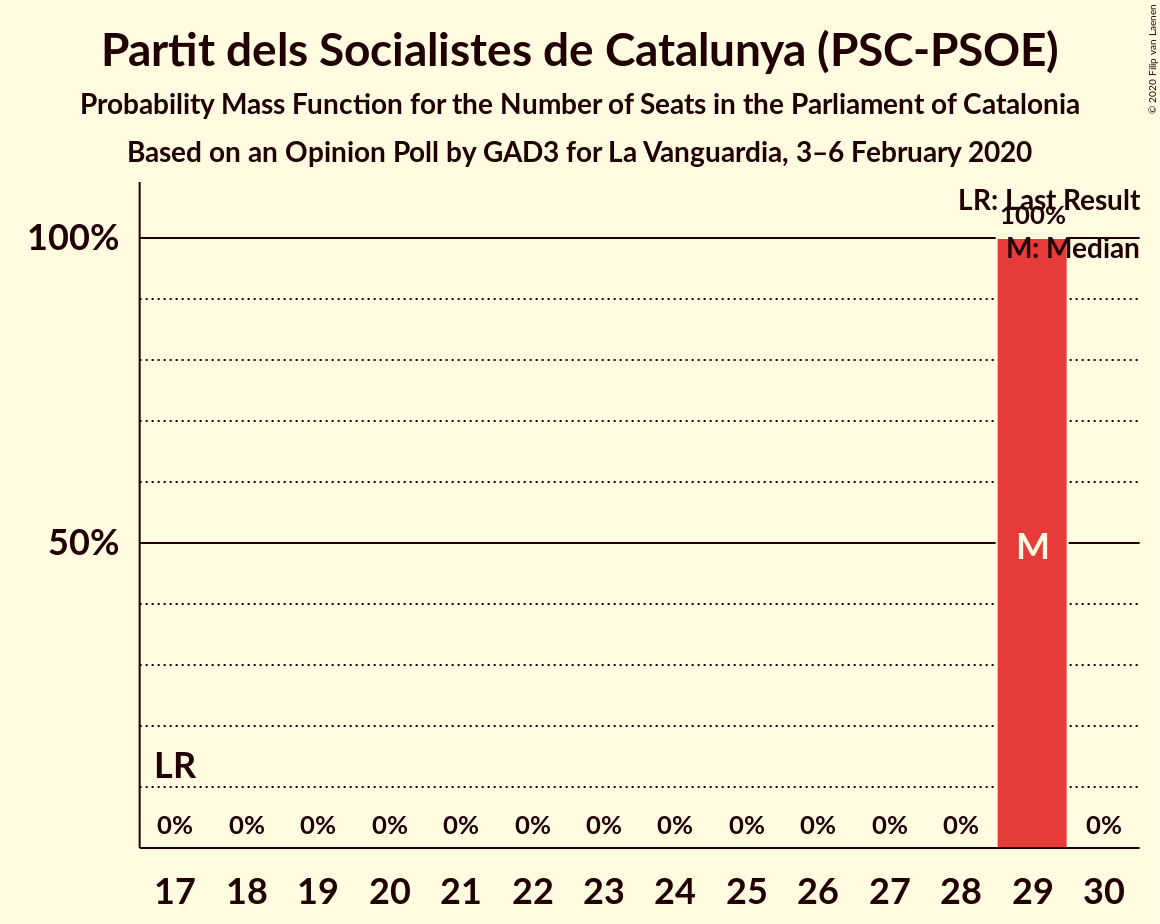 Partit dels Socialistes de Catalunya (PSC-PSOE)
Probability Mass Function for the Number of Seats in the Parliament of Catalonia
Based on an Opinion Poll by GAD3 for La Vanguardia, 3–6 February 2020
© 2020 Filip van Laenen
LR: Last Result
100%
M: Median
100%
50%
M
LR
0% 0% 0% 0% 0% 0% 0% 0% 0% 0% 0% 0% 0%
17 18 19 20 21 22 23 24 25 26 27 28 29 30